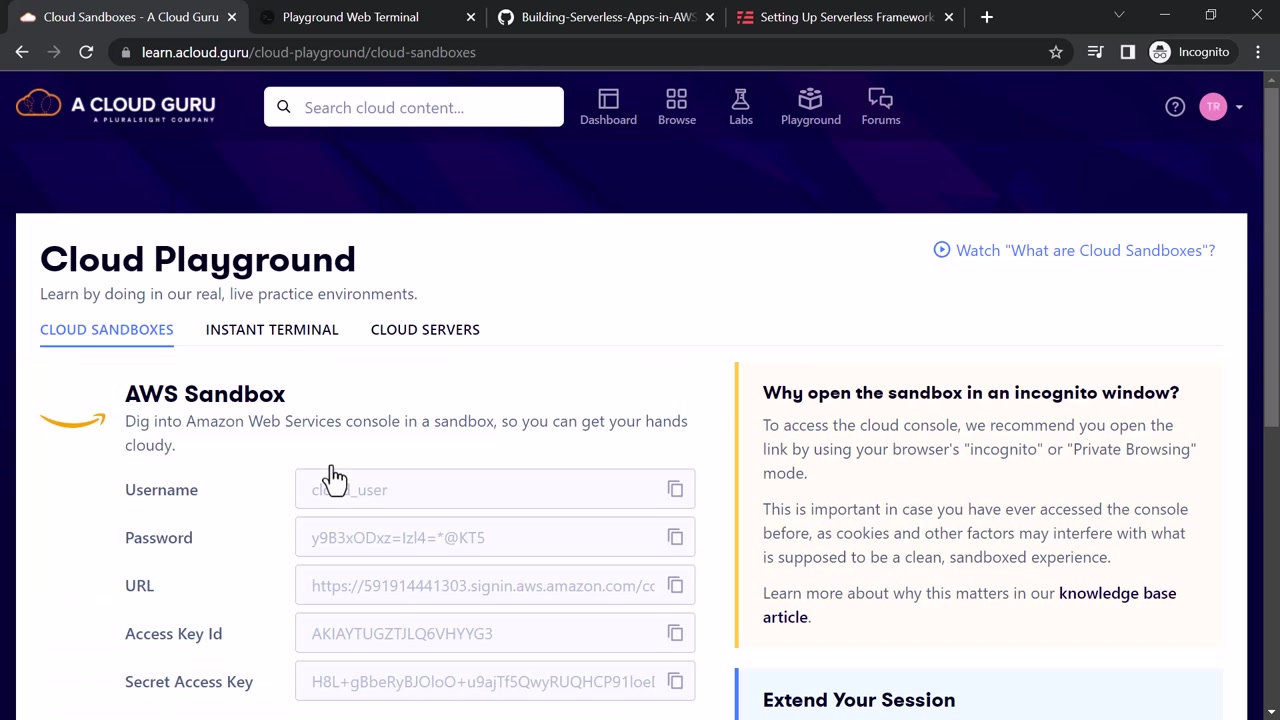 Cloud Sandboxes - A Cloud Guru
Playground Web Terminal
Building-Serverless-Apps-in-AWS
Setting Up Serverless Framework
learn.acloud.guru/cloud-playground/cloud-sandboxes
Incognito
A CLOUD GURU
A PLURALSIGHT COMPANY
Search cloud content...
Dashboard
Browse
Labs
Playground
Forums
TR
Cloud Playground
Watch "What are Cloud Sandboxes"?
Learn by doing in our real, live practice environments.
CLOUD SANDBOXES
INSTANT TERMINAL
CLOUD SERVERS
AWS Sandbox
Dig into Amazon Web Services console in a sandbox, so you can get your hands
cloudy.
Username
cloud_user
Password
y9B3xODxz=Izl4=*@KT5
URL
https://591914441303.signin.aws.amazon.com/cc
Access Key Id
AKIAYTUGZTJLQ6VHYYG3
Secret Access Key
H8L+gBbeRyBJOloO+u9ajTf5QwyRUQHCP91loel
Why open the sandbox in an incognito window?
To access the cloud console, we recommend you open the
link by using your browser's "incognito" or "Private Browsing"
mode.
This is important in case you have ever accessed the console
before, as cookies and other factors may interfere with what
is supposed to be a clean, sandboxed experience.
Learn more about why this matters in our knowledge base
article.
Extend Your Session